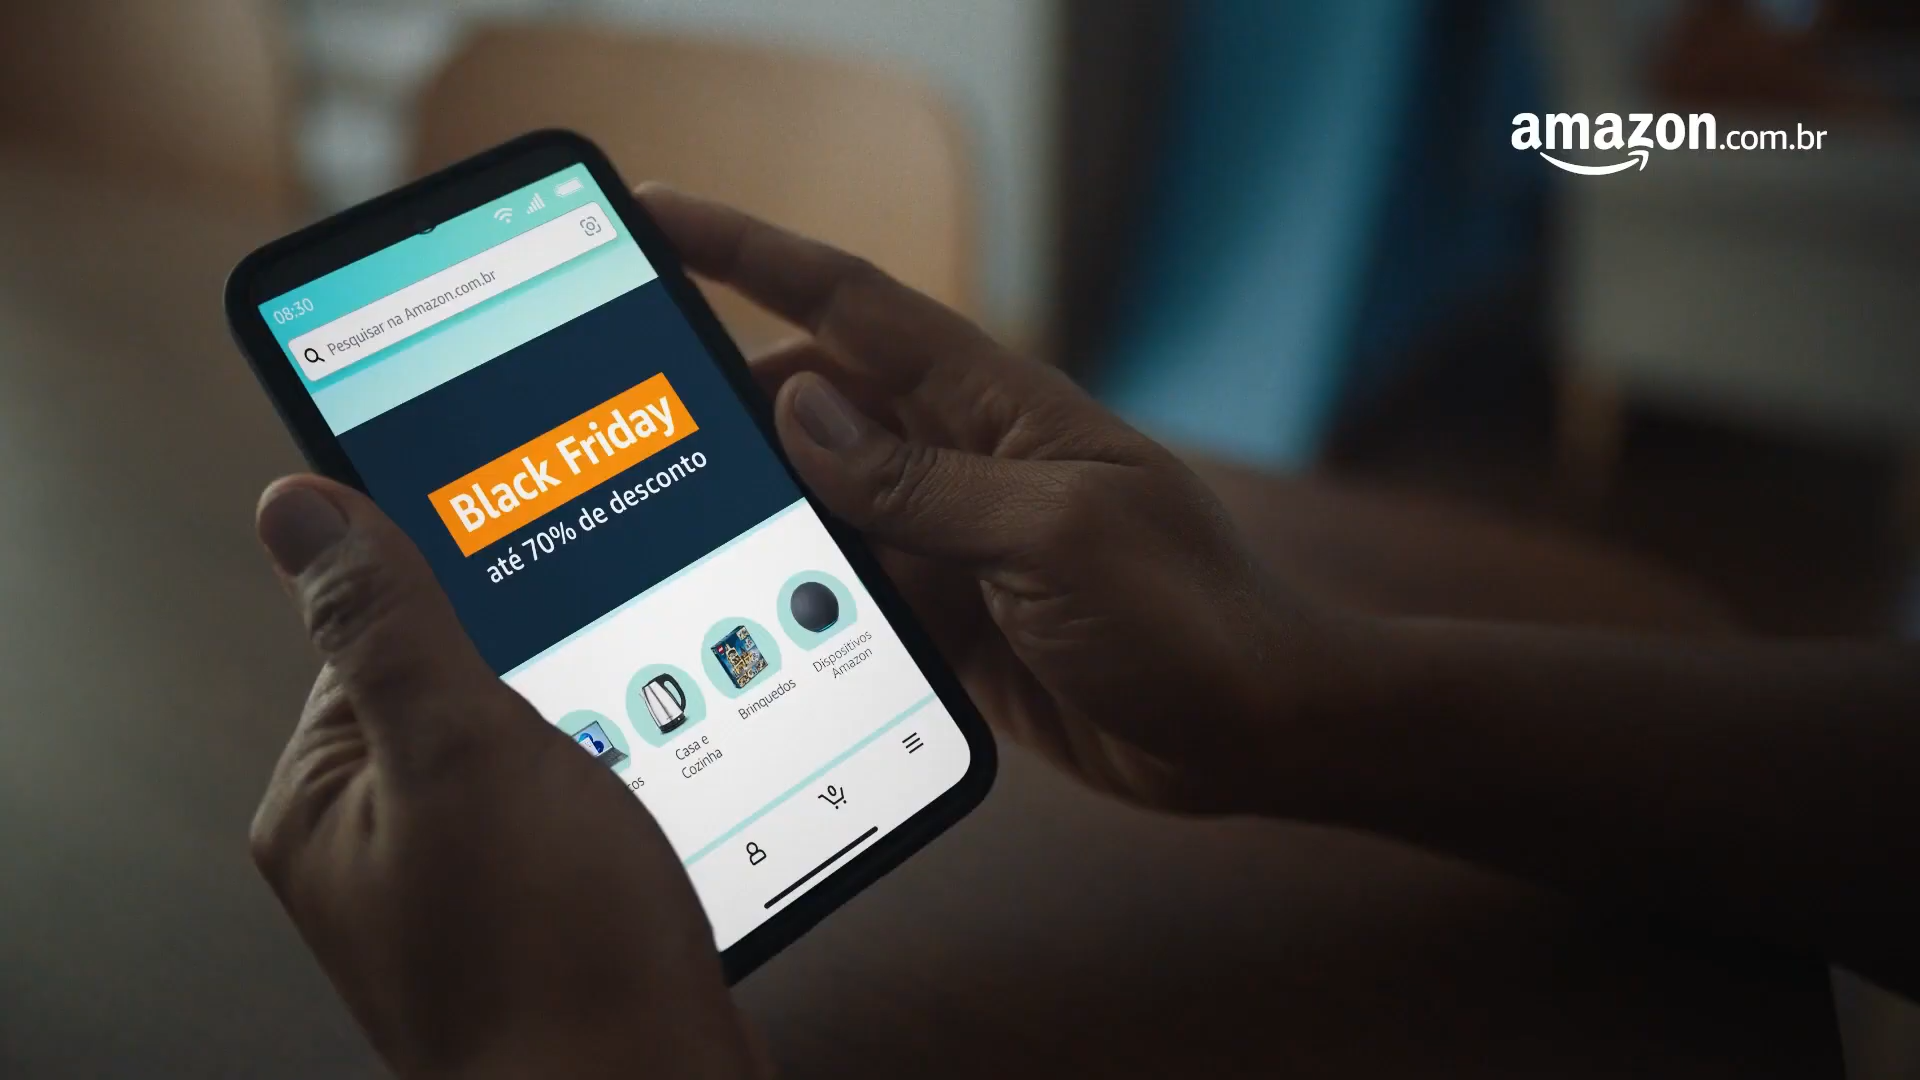 amazon.com.br
08:30
Pesquisar na Amazon.com.br
Black Friday
até 70% de desconto
Dispositivos
Amazon
Brinquedos
Casa e
Cozinha
cos
0